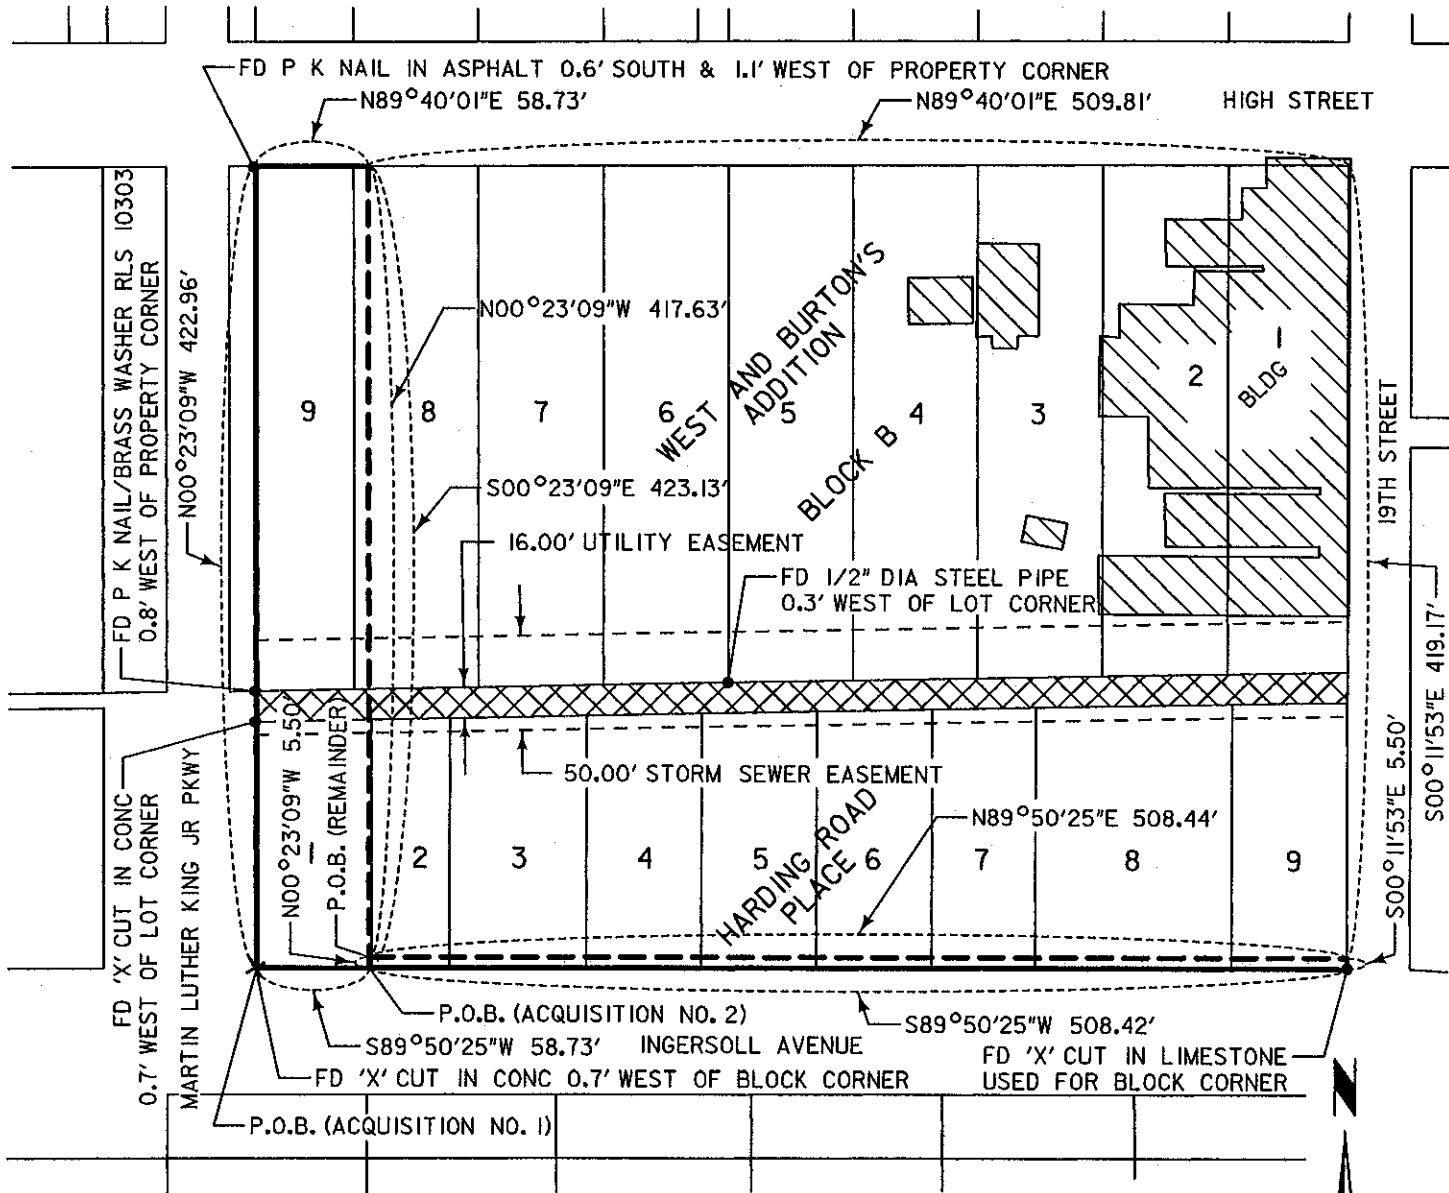 FD P K NAIL IN ASPHALT 0.6' SOUTH & 1.1' WEST OF PROPERTY CORNER
N89°40'01"E 58.73'
N89°40'01"E 509.81'
HIGH STREET
FD P K NAIL/BRASS WASHER RLS 10303
0.8' WEST OF PROPERTY CORNER
N00°23'09"W 422.96'
N00°23'09"W 417.63'
WEST AND BURTON'S
ADDITION
BLOCK B
9
8
7
6
5
4
3
2
1
BLDG
19TH STREET
S00°23'09"E 423.13'
16.00' UTILITY EASEMENT
FD 1/2" DIA STEEL PIPE
0.3' WEST OF LOT CORNER
S00°11'53"E 419.17'
S00°11'53"E 5.50'
50.00' STORM SEWER EASEMENT
N00°23'09"W 5.50'
P.O.B. (REMAINDER)
FD 'X' CUT IN CONC
0.7' WEST OF LOT CORNER
MARTIN LUTHER KING JR PKWY
N89°50'25"E 508.44'
1
2
3
4
5
6
7
8
9
HARDING ROAD
PLACE
P.O.B. (ACQUISITION NO. 2)
S89°50'25"W 508.42'
S89°50'25"W 58.73'
INGERSOLL AVENUE
FD 'X' CUT IN LIMESTONE
USED FOR BLOCK CORNER
FD 'X' CUT IN CONC 0.7' WEST OF BLOCK CORNER
P.O.B. (ACQUISITION NO. 1)
N